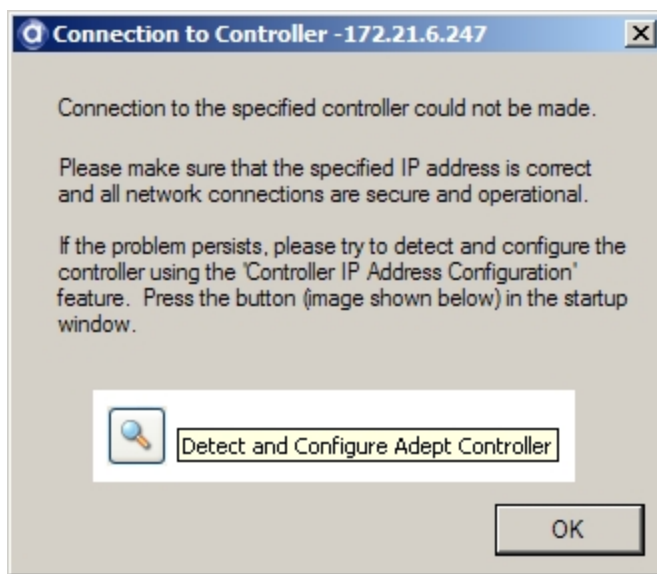 Connection to Controller -172.21.6.247
Connection to the specified controller could not be made.
Please make sure that the specified IP address is correct
and all network connections are secure and operational.
If the problem persists, please try to detect and configure the
controller using the 'Controller IP Address Configuration'
feature. Press the button (image shown below) in the startup
window.
Detect and Configure Adept Controller
OK